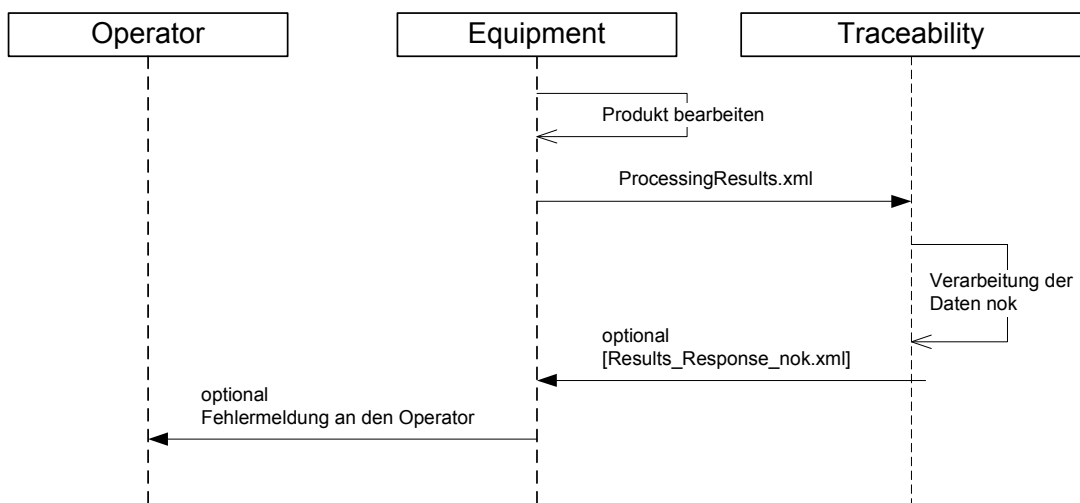 Operator
Equipment
Traceability
Produkt bearbeiten
ProcessingResults.xml
Verarbeitung der
Daten nok
optional
[Results_Response_nok.xml]
optional
Fehlermeldung an den Operator